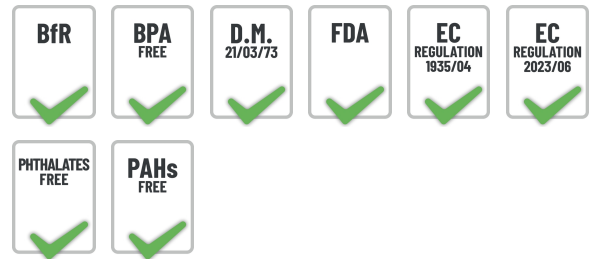 BfR
BPA
FREE
D.M.
21/03/73
FDA
EC
REGULATION
1935/04
EC
REGULATION
2023/06
PHTHALATES
FREE
PAHs
FREE